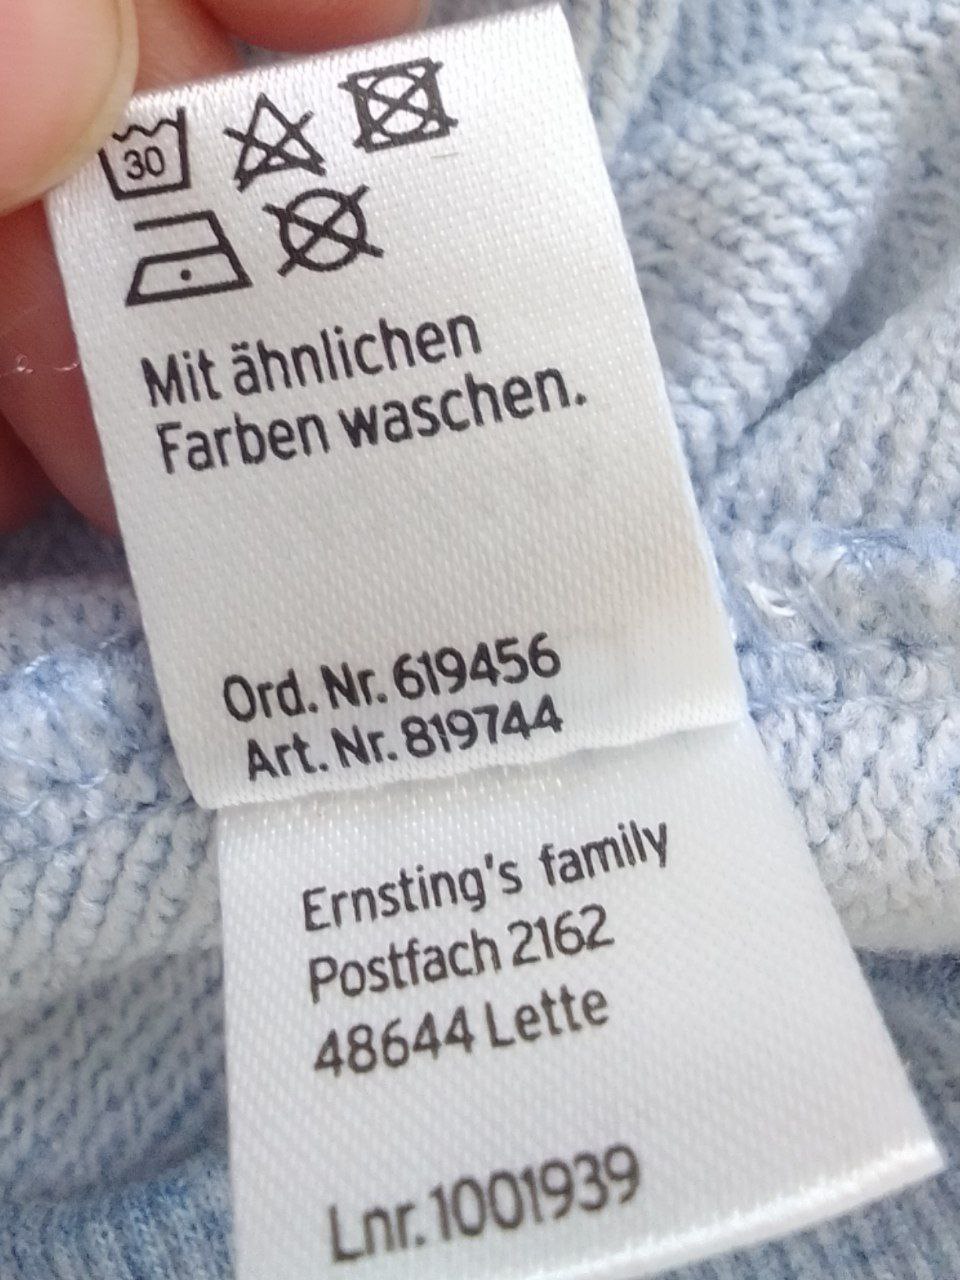 30
Mit ähnlichen
Farben waschen.
Ord. Nr. 619456
Art. Nr. 819744
Ernsting's family
Postfach 2162
48644 Lette
Lnr. 1001939